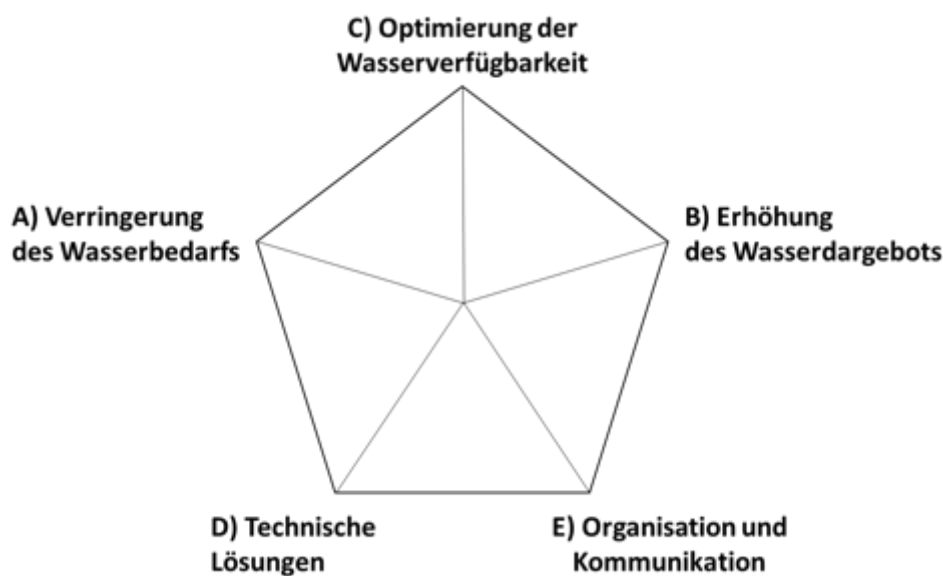 C) Optimierung der
Wasserverfügbarkeit
A) Verringerung
des Wasserbedarfs
B) Erhöhung
des Wasserdargebots
D) Technische
Lösungen
E) Organisation und
Kommunikation